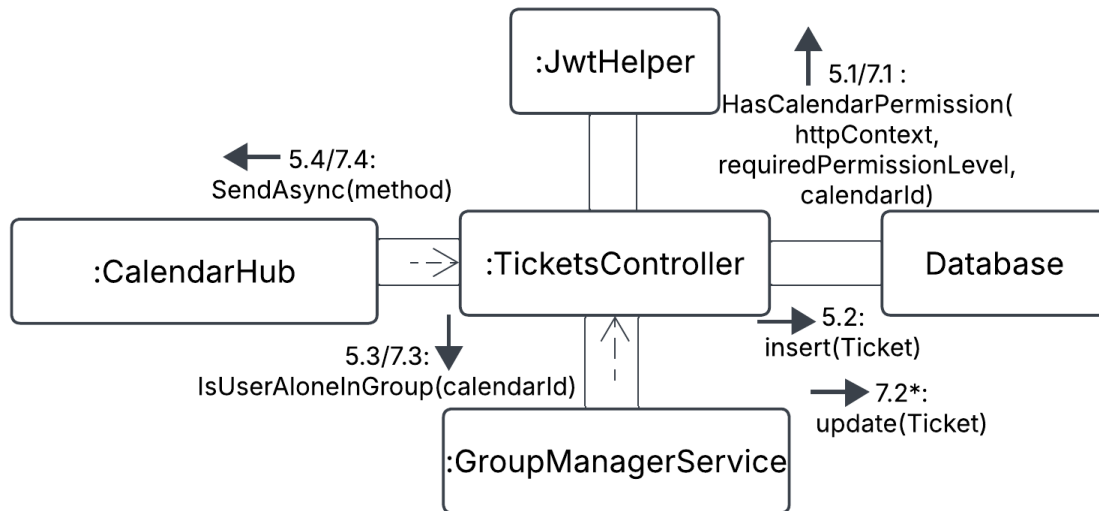 :JwtHelper
5.1/7.1 :
HasCalendarPermission(
httpContext,
requiredPermissionLevel,
calendarId)
5.4/7.4:
SendAsync(method)
:CalendarHub
:TicketsController
Database
5.2:
insert(Ticket)
5.3/7.3:
IsUserAloneInGroup(calendarId)
7.2*:
update(Ticket)
:GroupManagerService